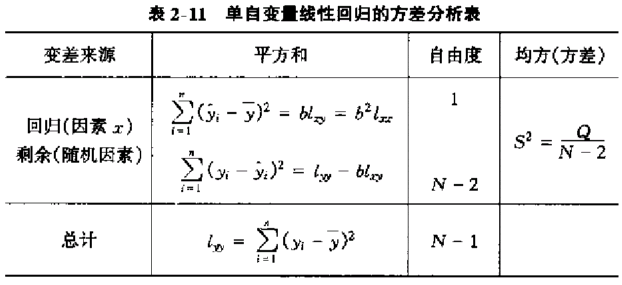 表 2-11 单自变量线性回归的方差分析表
变差来源 平方和 自由度 均方(方差)
回归(因素 x) $\sum_{i=1}^{n}(\hat{y}_i - \overline{y})^2 = bl_{xy} = b^2 l_{xx}$ 1
剩余(随机因素) $\sum_{i=1}^{n}(y_i - \hat{y}_i)^2 = l_{yy} - bl_{xy}$ N - 2 $S^2 = \frac{Q}{N-2}$
总计 $l_{yy} = \sum_{i=1}^{n}(y_i - \overline{y})^2$ N - 1